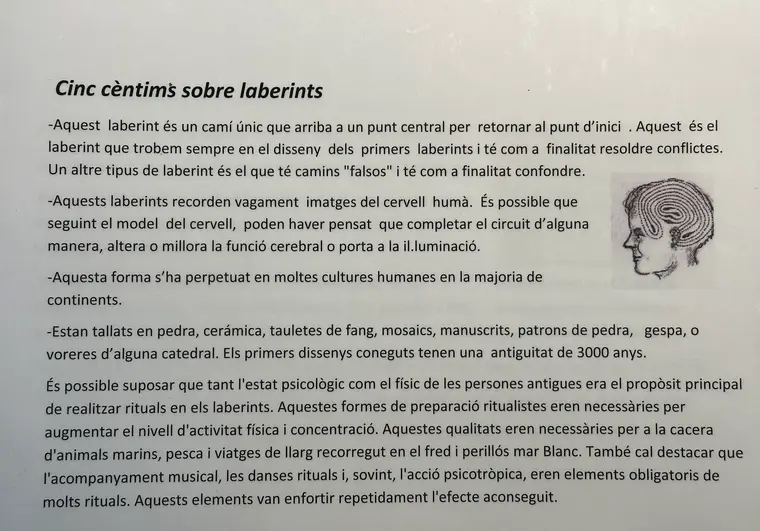 Cinc cèntims sobre laberints
-Aquest laberint és un camí únic que arriba a un punt central per retornar al punt d’inici . Aquest és el
laberint que trobem sempre en el disseny dels primers laberints i té com a finalitat resoldre conflictes.
Un altre tipus de laberint és el que té camins "falsos" i té com a finalitat confondre.
-Aquests laberints recorden vagament imatges del cervell humà. És possible que
seguint el model del cervell, poden haver pensat que completar el circuit d’alguna
manera, altera o millora la funció cerebral o porta a la il.luminació.
-Aquesta forma s’ha perpetuat en moltes cultures humanes en la majoria de
continents.
-Estan tallats en pedra, cerámica, tauletes de fang, mosaics, manuscrits, patrons de pedra, gespa, o
voreres d’alguna catedral. Els primers dissenys coneguts tenen una antiguitat de 3000 anys.
És possible suposar que tant l'estat psicològic com el físic de les persones antigues era el propòsit principal
de realitzar rituals en els laberints. Aquestes formes de preparació ritualistes eren necessàries per
augmentar el nivell d'activitat física i concentració. Aquestes qualitats eren necessàries per a la cacera
d'animals marins, pesca i viatges de llarg recorregut en el fred i perillós mar Blanc. També cal destacar que
l'acompanyament musical, les danses rituals i, sovint, l'acció psicotròpica, eren elements obligatoris de
molts rituals. Aquests elements van enfortir repetidament l'efecte aconseguit.